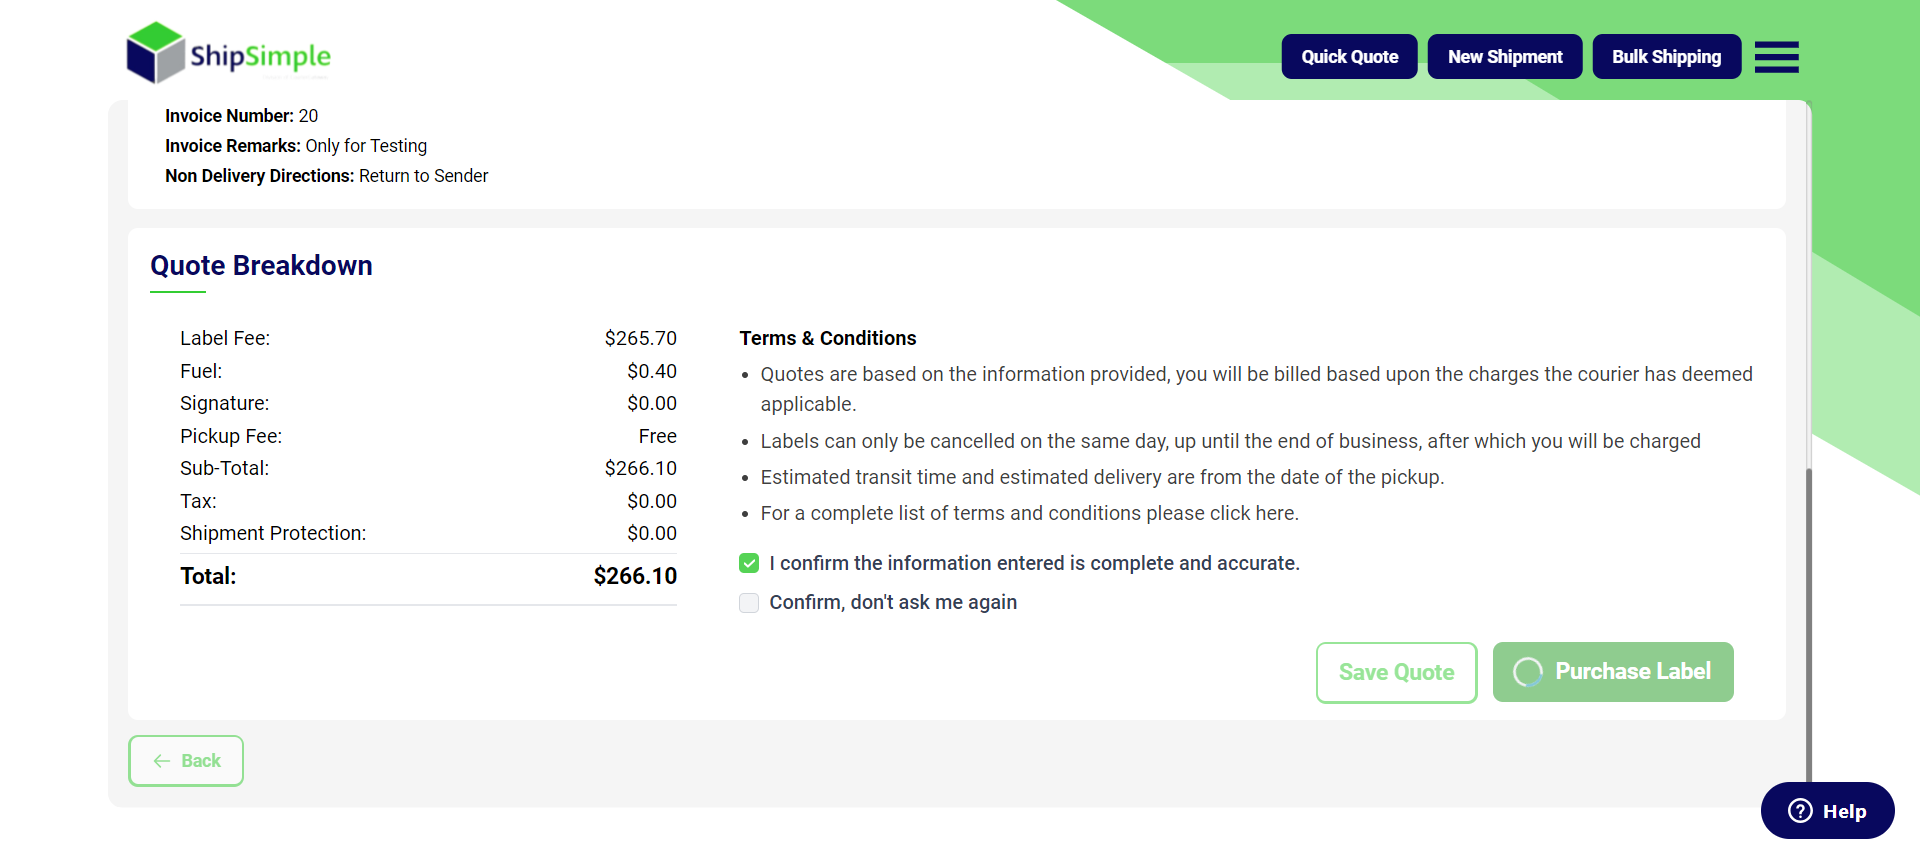 ShipSimple
Quick Quote
New Shipment
Bulk Shipping
Invoice Number: 20
Invoice Remarks: Only for Testing
Non Delivery Directions: Return to Sender
Quote Breakdown
Label Fee: $265.70
Fuel: $0.40
Signature: $0.00
Pickup Fee: Free
Sub-Total: $266.10
Tax: $0.00
Shipment Protection: $0.00
Total: $266.10
Terms & Conditions
Quotes are based on the information provided, you will be billed based upon the charges the courier has deemed
applicable.
Labels can only be cancelled on the same day, up until the end of business, after which you will be charged
Estimated transit time and estimated delivery are from the date of the pickup.
For a complete list of terms and conditions please click here.
I confirm the information entered is complete and accurate.
Confirm, don't ask me again
Save Quote
Purchase Label
Back
Help